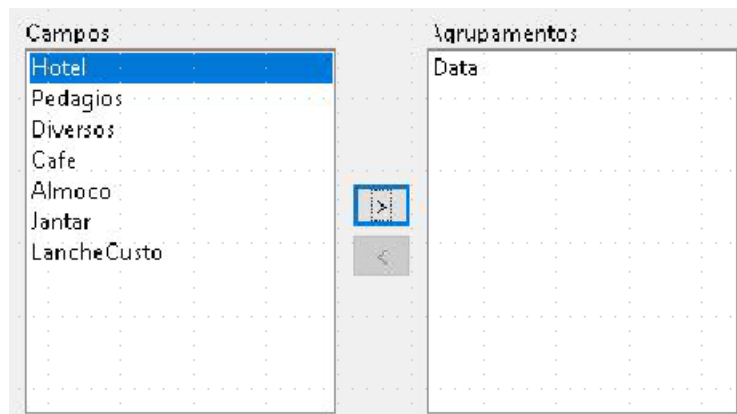 Campos
Hotel
Pedagios
Diversos
Cafe
Almoco
Jantar
LancheCusto
>
<
Agrupamentos
Data